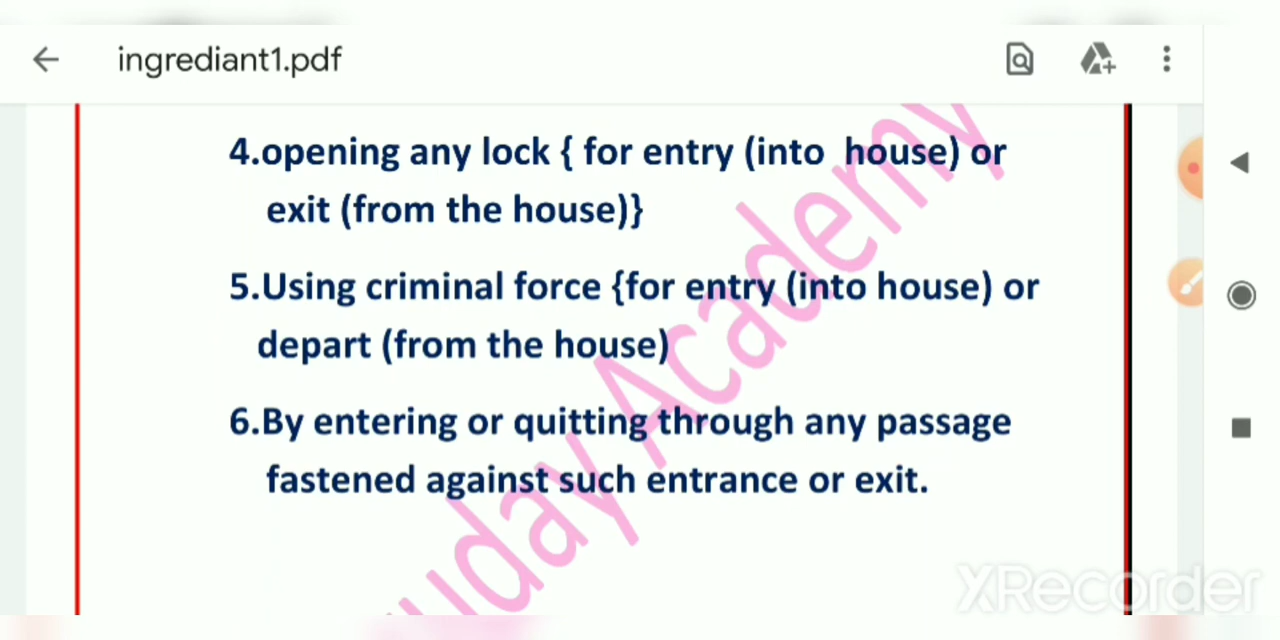 ingrediant1.pdf
4.opening any lock { for entry (into house) or
exit (from the house)}
5.Using criminal force {for entry (into house) or
depart (from the house)
6.By entering or quitting through any passage
fastened against such entrance or exit.
uday Academy
XRecorder